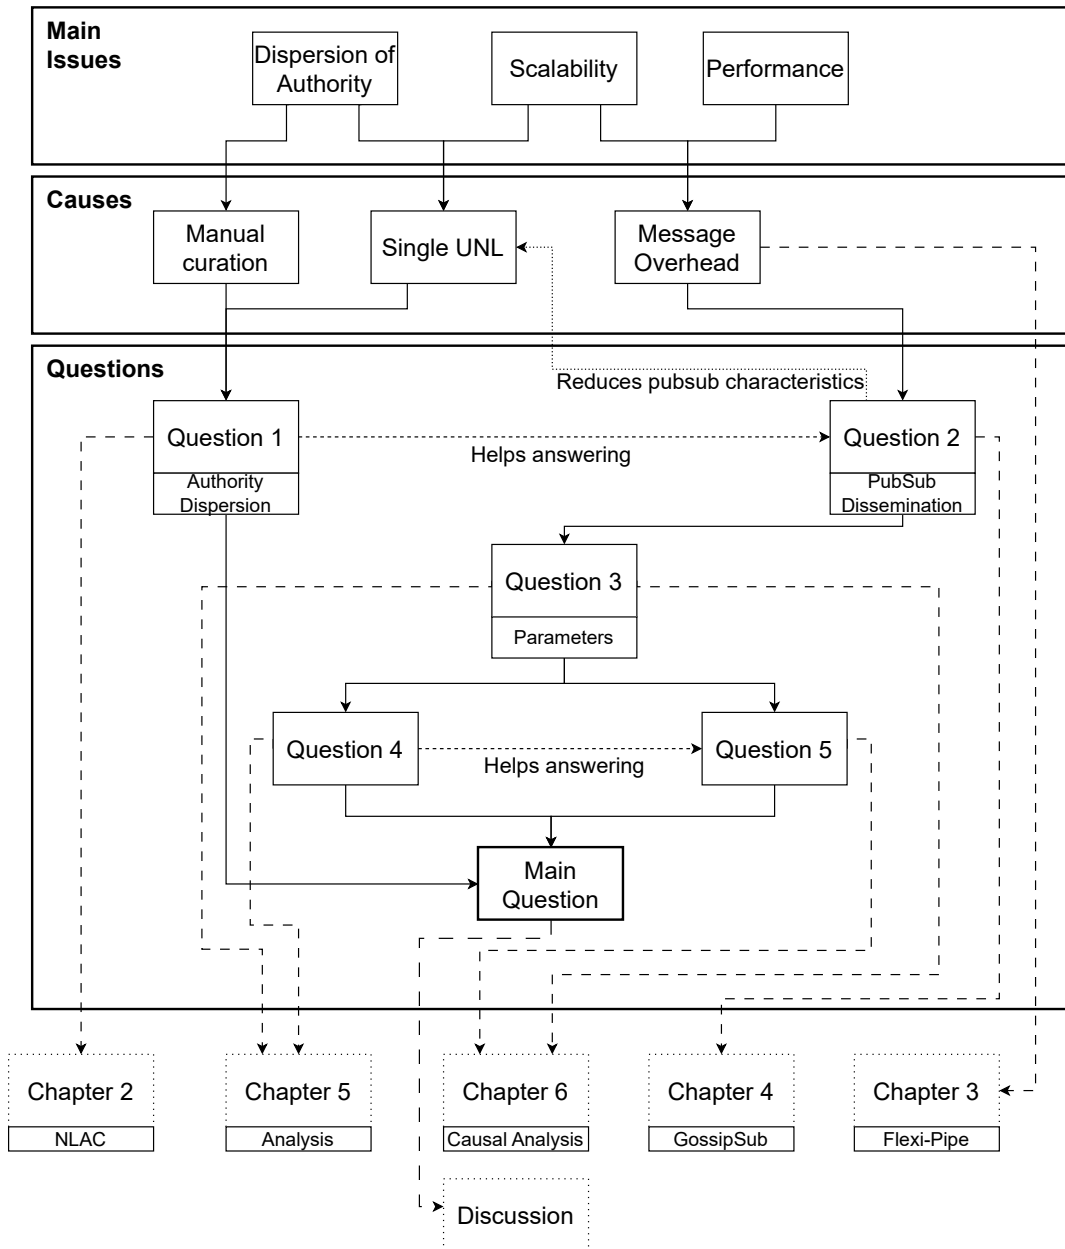 Main
Issues
Dispersion of
Authority
Scalability
Performance
Causes
Manual
curation
Single UNL
Message
Overhead
Questions
Reduces pubsub characteristics
Question 1
Authority
Dispersion
Helps answering
Question 2
PubSub
Dissemination
Question 3
Parameters
Question 4
Helps answering
Question 5
Main
Question
Chapter 2
NLAC
Chapter 5
Analysis
Chapter 6
Causal Analysis
Chapter 4
GossipSub
Chapter 3
Flexi-Pipe
Discussion